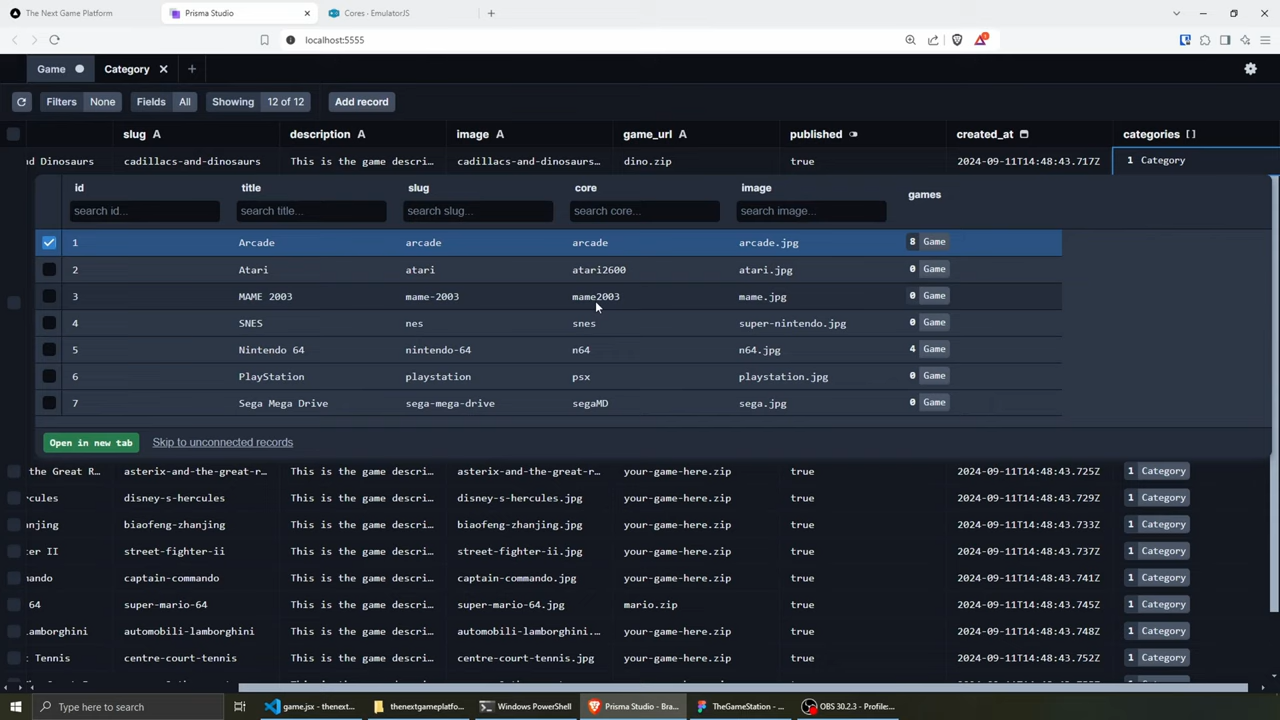 The Next Game Platform
Prisma Studio
Cores · EmulatorJS
localhost:5555
Game
Category
Filters None Fields All Showing 12 of 12 Add record
slug A description A image A game_url A published created_at categories []
nd Dinosaurs cadillacs-and-dinosaurs This is the game descri… cadillacs-and-dinosaurs… dino.zip true 2024-09-11T14:48:43.717Z 1 Category
id title slug core image games
search id... search title... search slug... search core... search image...
1 Arcade arcade arcade arcade.jpg 8 Game
2 Atari atari atari2600 atari.jpg 0 Game
3 MAME 2003 mame-2003 mame2003 mame.jpg 0 Game
4 SNES nes snes super-nintendo.jpg 0 Game
5 Nintendo 64 nintendo-64 n64 n64.jpg 4 Game
6 PlayStation playstation psx playstation.jpg 0 Game
7 Sega Mega Drive sega-mega-drive segaMD sega.jpg 0 Game
Open in new tab Skip to unconnected records
the Great R… asterix-and-the-great-r… This is the game descri… asterix-and-the-great-r… your-game-here.zip true 2024-09-11T14:48:43.725Z 1 Category
cules disney-s-hercules This is the game descri… disney-s-hercules.jpg your-game-here.zip true 2024-09-11T14:48:43.729Z 1 Category
njing biaofeng-zhanjing This is the game descri… biaofeng-zhanjing.jpg your-game-here.zip true 2024-09-11T14:48:43.733Z 1 Category
er II street-fighter-ii This is the game descri… street-fighter-ii.jpg your-game-here.zip true 2024-09-11T14:48:43.737Z 1 Category
mando captain-commando This is the game descri… captain-commando.jpg your-game-here.zip true 2024-09-11T14:48:43.741Z 1 Category
64 super-mario-64 This is the game descri… super-mario-64.jpg mario.zip true 2024-09-11T14:48:43.745Z 1 Category
amborghini automobili-lamborghini This is the game descri… automobili-lamborghini.… your-game-here.zip true 2024-09-11T14:48:43.748Z 1 Category
Tennis centre-court-tennis This is the game descri… centre-court-tennis.jpg your-game-here.zip true 2024-09-11T14:48:43.752Z 1 Category
Type here to search
game.jsx - thenext...
thenextgameplatfo...
Windows PowerShell
Prisma Studio - Bra...
TheGameStation - ...
OBS 30.2.3 - Profile:...